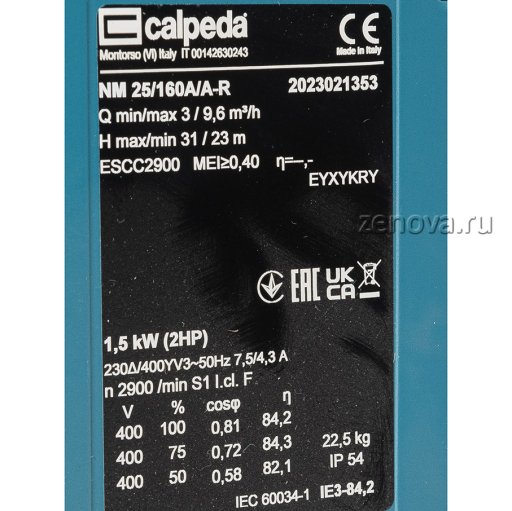 calpeda CE
Montorso (VI) Italy IT 00142630243 Made in Italy
NM 25/160A/A-R 2023021353
Q min/max 3 / 9,6 m³/h
H max/min 31 / 23 m
ESCC2900 MEI≥0,40 η=--,-
EYXYKRY
zenova.ru
EAC UK CA
1,5 kW (2HP)
230Δ/400YV3~50Hz 7,5/4,3 A
n 2900 /min S1 I.cl. F
V % cosφ η
400 100 0,81 84,2
400 75 0,72 84,3 22,5 kg
400 50 0,58 82,1 IP 54
IEC 60034-1 IE3-84,2